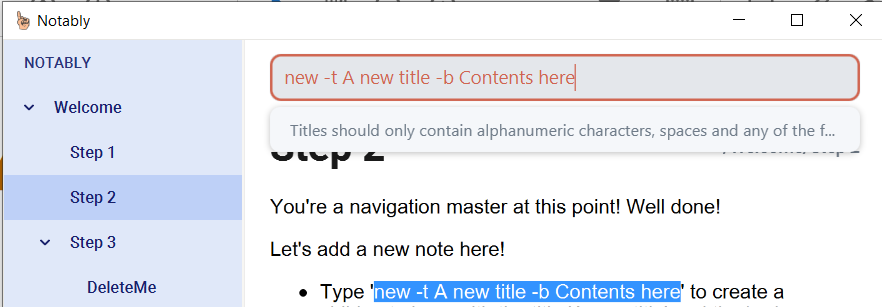 Notably
NOTABLY
Welcome
Step 1
Step 2
Step 3
DeleteMe
new -t A new title -b Contents here
Titles should only contain alphanumeric characters, spaces and any of the f...
Step 2
You're a navigation master at this point! Well done!
Let's add a new note here!
• Type 'new -t A new title -b Contents here' to create a